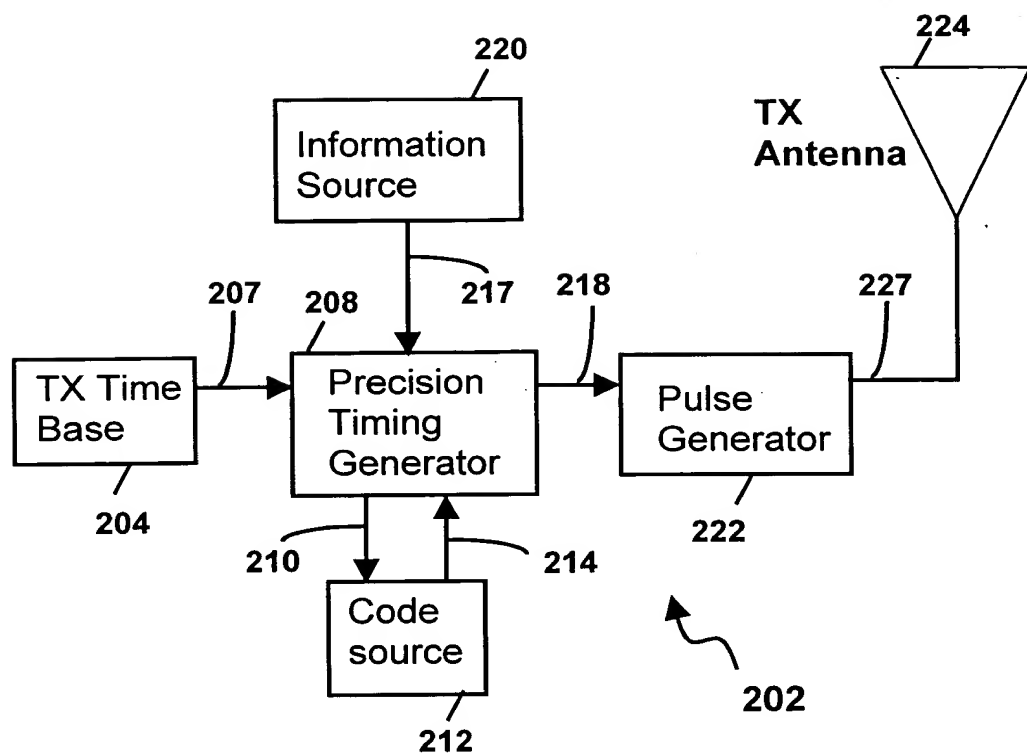 224
220
TX
Antenna
Information
Source
207
208
217
218
227
TX Time
Base
Precision
Timing
Generator
Pulse
Generator
204
210
214
222
Code
source
202
212